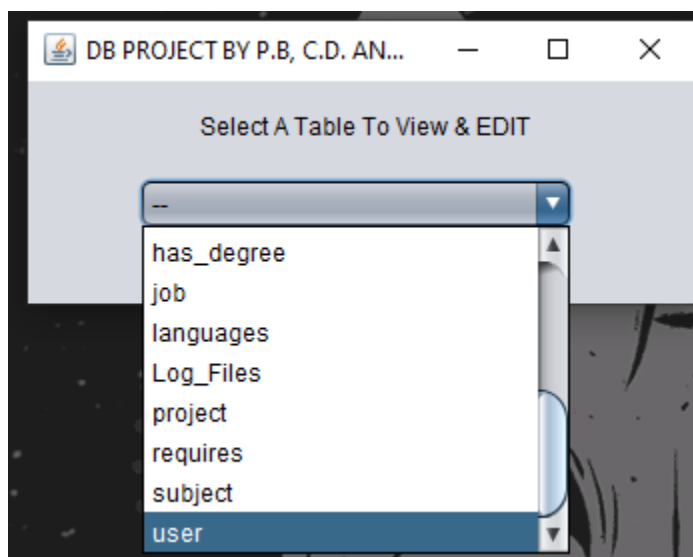 DB PROJECT BY P.B, C.D. AN...
Select A Table To View & EDIT
--
has_degree
job
languages
Log_Files
project
requires
subject
user